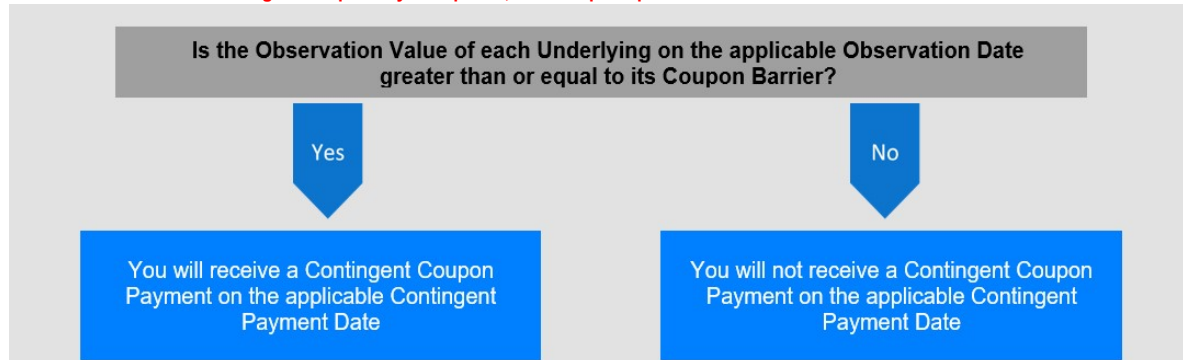 Is the Observation Value of each Underlying on the applicable Observation Date
greater than or equal to its Coupon Barrier?
Yes
No
You will receive a Contingent Coupon
Payment on the applicable Contingent
Payment Date
You will not receive a Contingent Coupon
Payment on the applicable Contingent
Payment Date